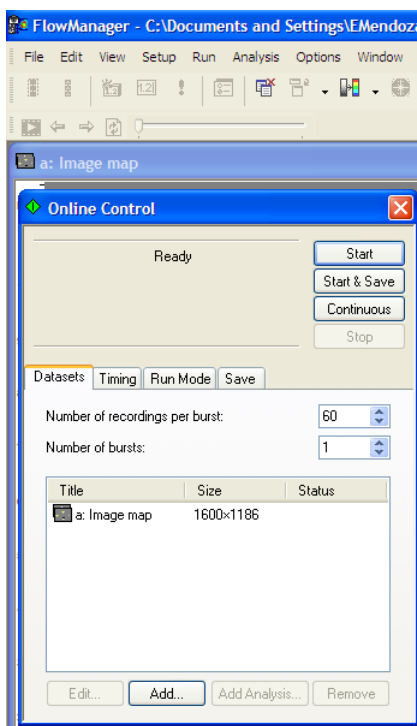 FlowManager - C:\Documents and Settings\EMendoza
File Edit View Setup Run Analysis Options Window
1.2
a: Image map
Online Control
Ready
Start
Start & Save
Continuous
Stop
Datasets Timing Run Mode Save
Number of recordings per burst: 60
Number of bursts: 1
Title Size Status
a: Image map 1600×1186
Edit... Add... Add Analysis... Remove